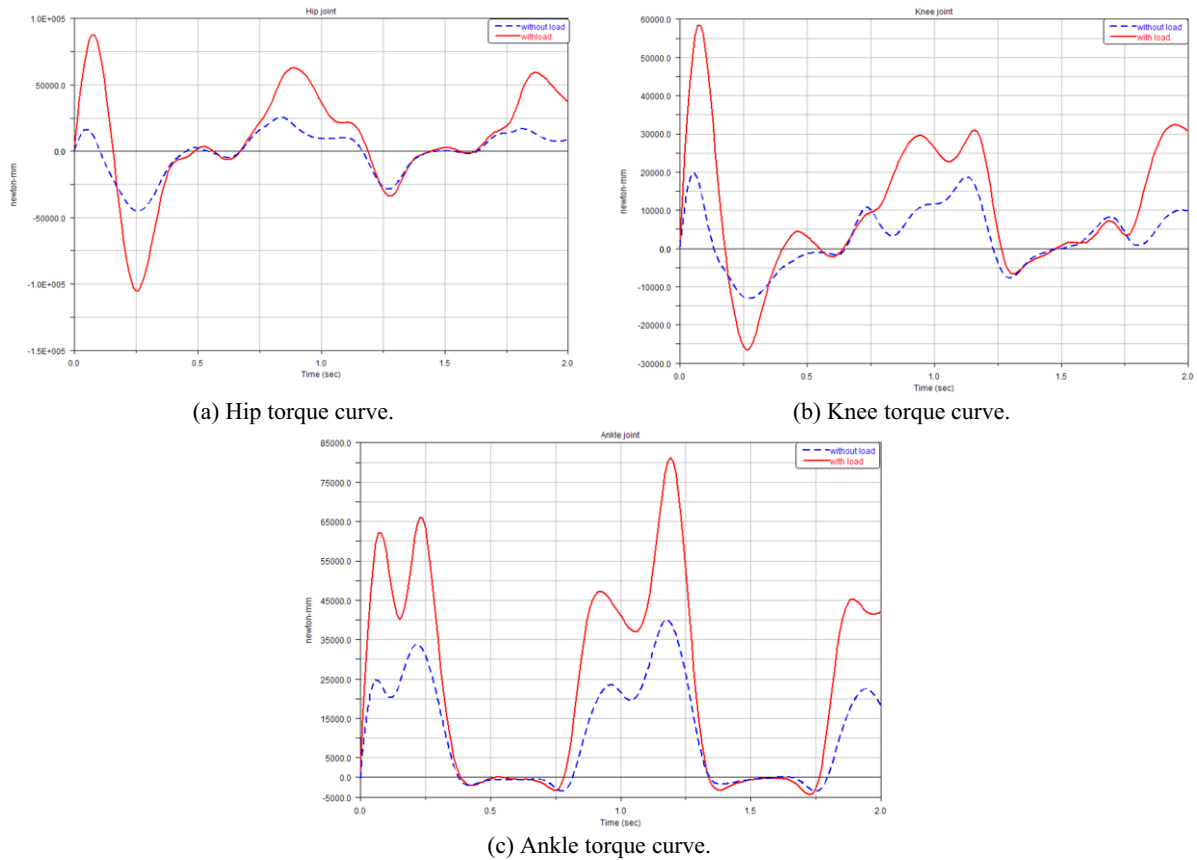 Hip joint
1.0E+005
50000.0
0.0
-50000.0
-1.0E+005
-1.5E+005
newton-mm
without load
withload
0.0
0.5
1.0
1.5
2.0
Time (sec)
(a) Hip torque curve.
Knee joint
60000.0
50000.0
40000.0
30000.0
20000.0
10000.0
0.0
-10000.0
-20000.0
-30000.0
newton-mm
without load
with load
0.0
0.5
1.0
1.5
2.0
Time (sec)
(b) Knee torque curve.
Ankle joint
85000.0
75000.0
65000.0
55000.0
45000.0
35000.0
25000.0
15000.0
5000.0
0.0
-5000.0
newton-mm
without load
with load
0.0
0.5
1.0
1.5
2.0
Time (sec)
(c) Ankle torque curve.